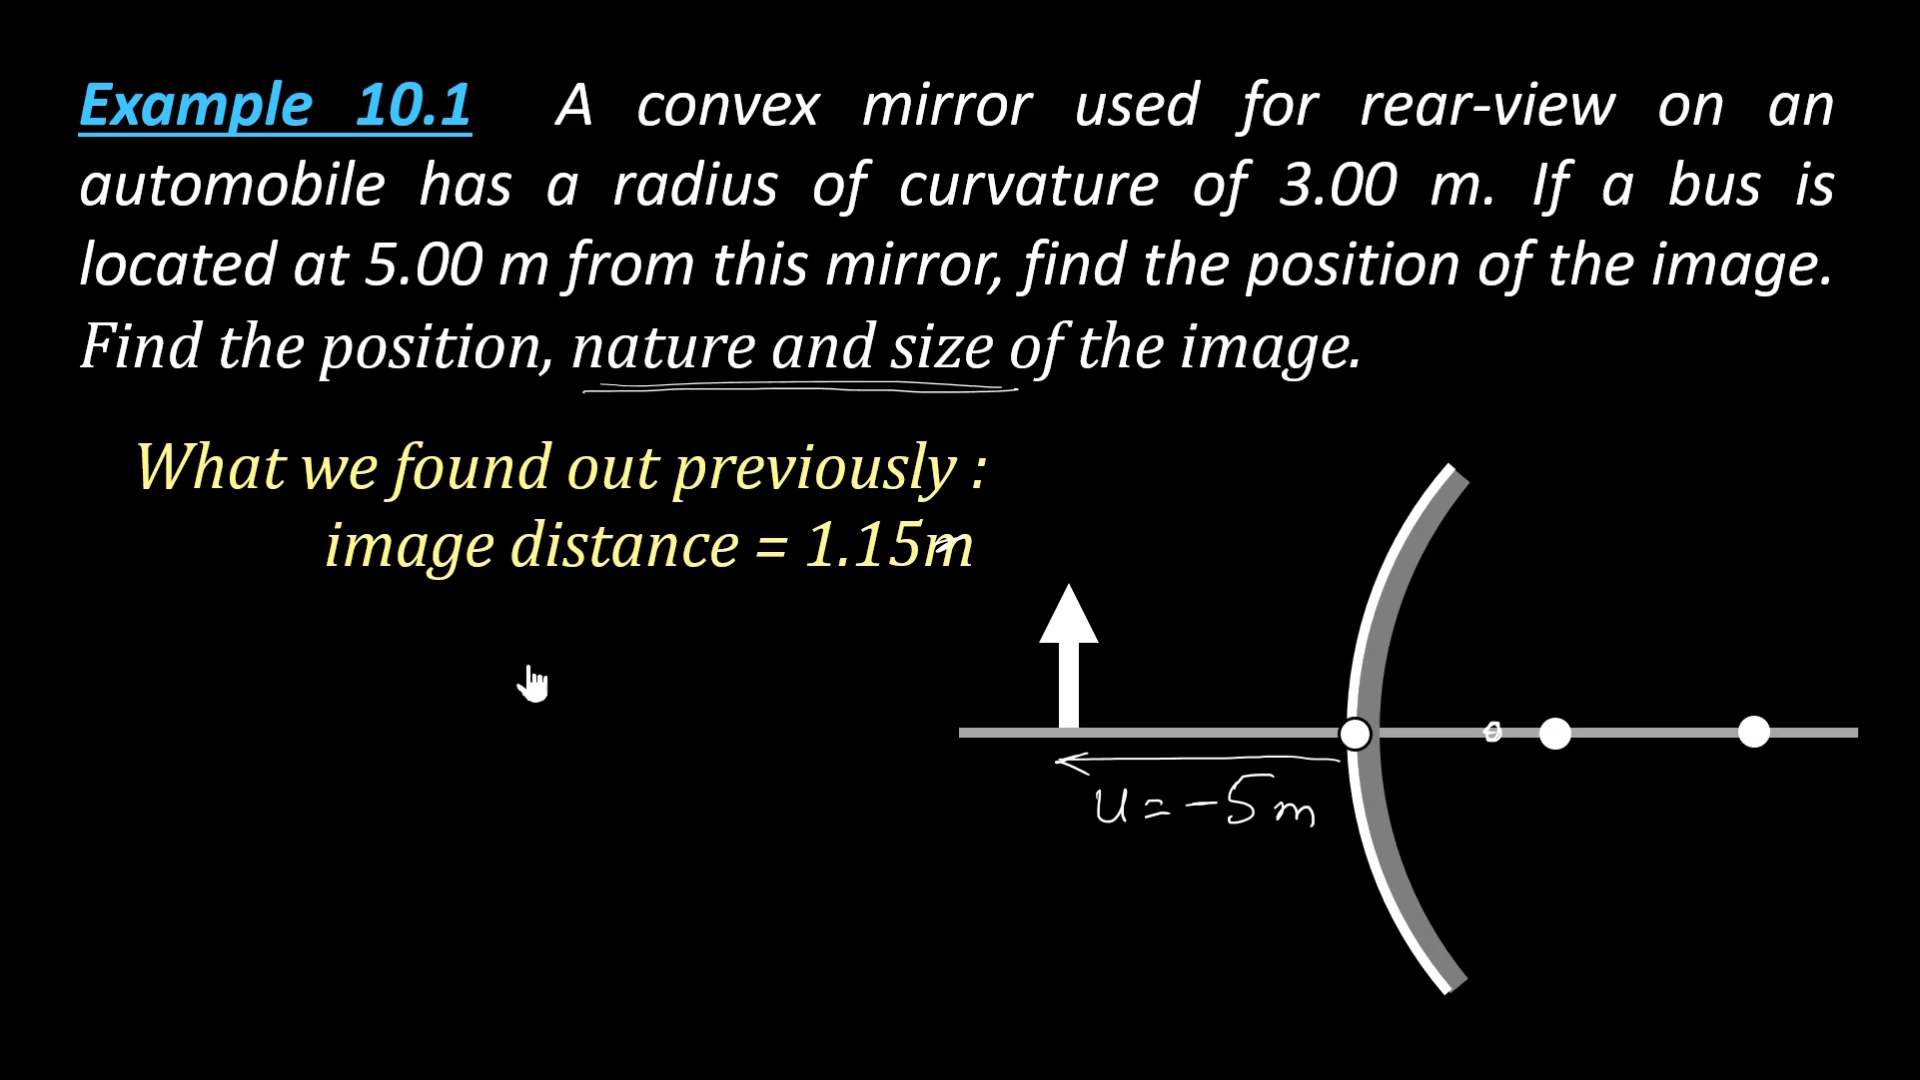 Example 10.1 A convex mirror used for rear-view on an
automobile has a radius of curvature of 3.00 m. If a bus is
located at 5.00 m from this mirror, find the position of the image.
Find the position, nature and size of the image.
What we found out previously :
image distance = 1.15m
u = -5m